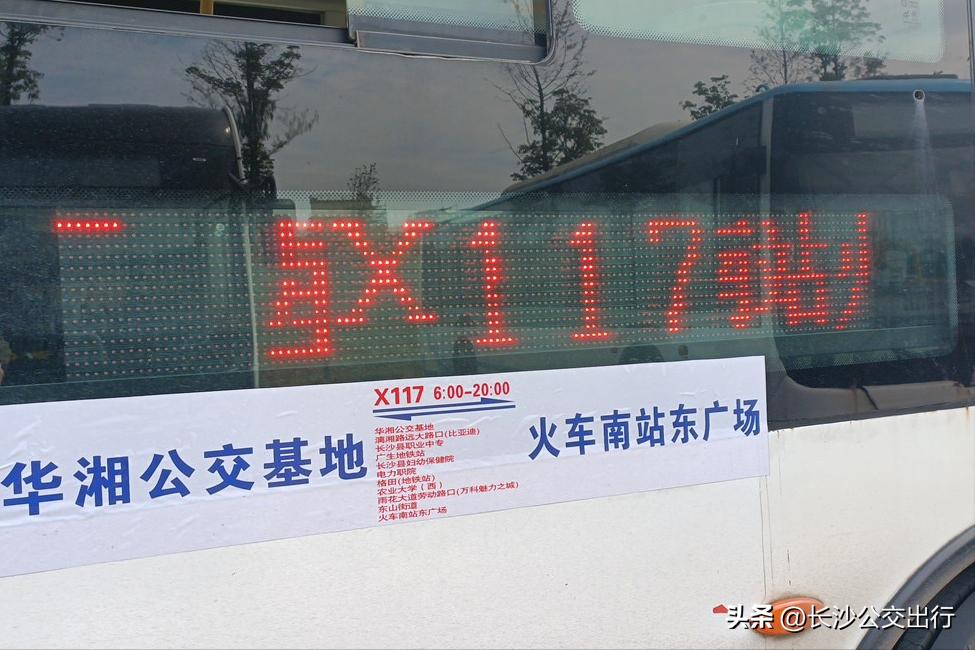 X117
X117 6:00-20:00
华湘公交基地
火车南站东广场
华湘公交基地
漓湘路远大路口(比亚迪)
长沙县职业中专
广生地铁站
长沙县妇幼保健院
电力职院
格田(地铁站)
农业大学(西)
雨花大道劳动路口(万科魅力之城)
东山街道
火车南站东广场
头条 @长沙公交出行